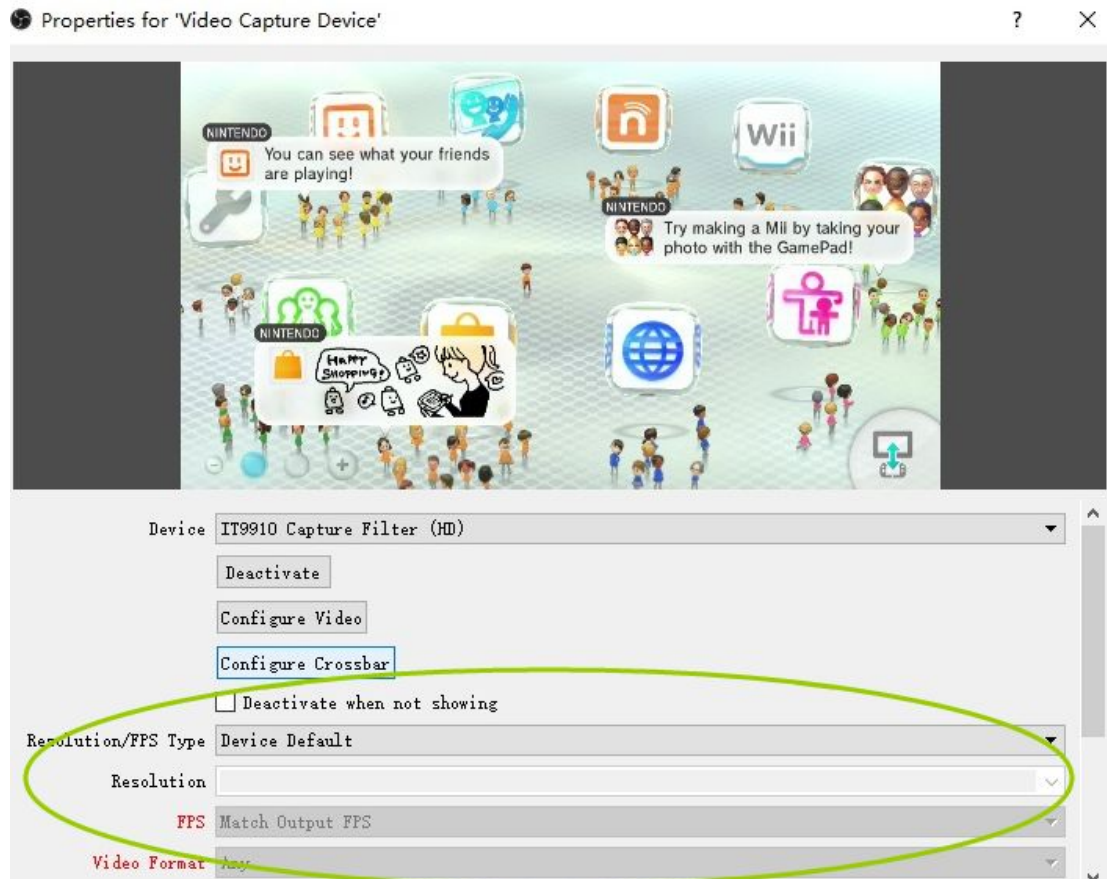 Properties for 'Video Capture Device'
NINTENDO
You can see what your friends
are playing!
Wii
NINTENDO
Try making a Mii by taking your
photo with the GamePad!
NINTENDO
HAPPY
SHOPPING!
Device IT9910 Capture Filter (HD)
Deactivate
Configure Video
Configure Crossbar
Deactivate when not showing
Resolution/FPS Type Device Default
Resolution
FPS Match Output FPS
Video Format Any